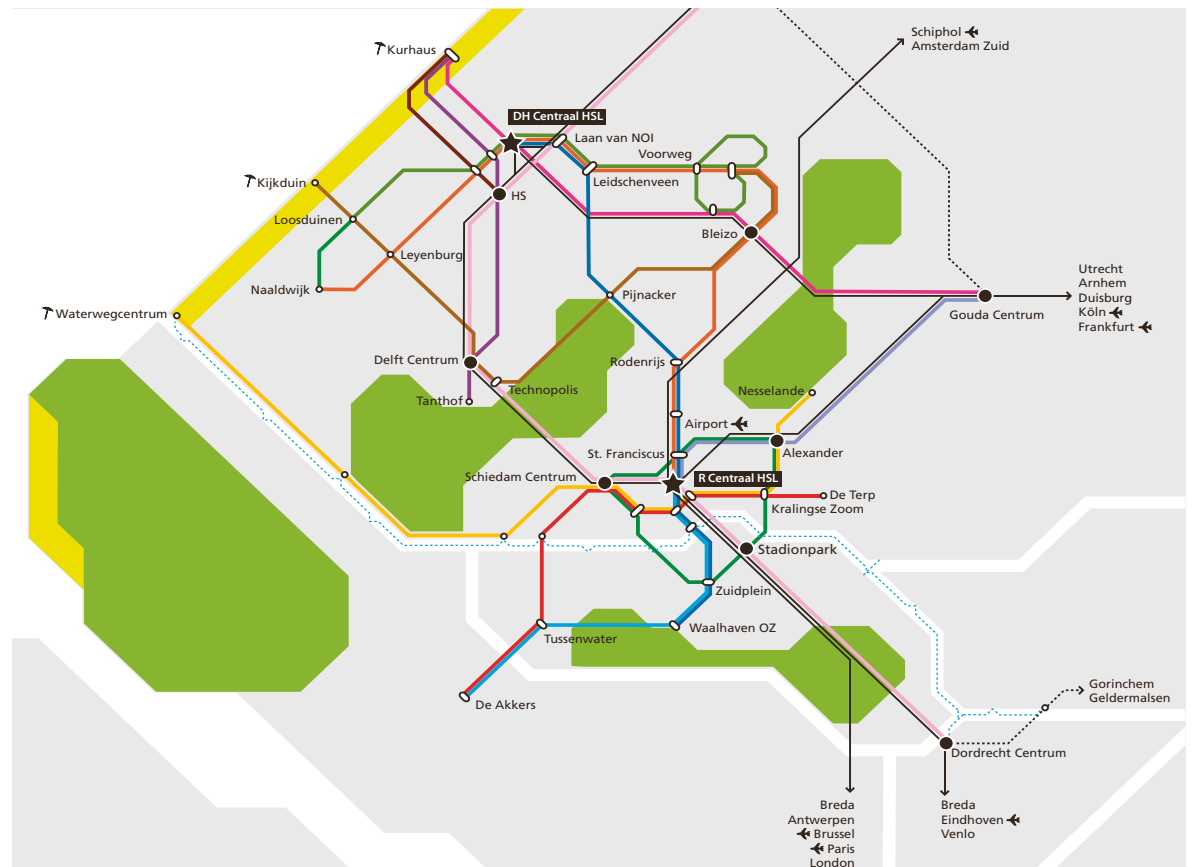 Schiphol
Amsterdam Zuid
Kurhaus
DH Centraal HSL
Laan van NOI
Voorweg
Leidschenveen
Kijkduin
HS
Loosduinen
Bleizo
Leyenburg
Naaldwijk
Pijnacker
Utrecht
Arnhem
Duisburg
Köln
Frankfurt
Gouda Centrum
Waterwegcentrum
Delft Centrum
Rodenrijs
Technopolis
Nesselande
Tanthof
Airport
St. Franciscus
Alexander
Schiedam Centrum
R Centraal HSL
De Terp
Kralingse Zoom
Stadionpark
Zuidplein
Waalhaven OZ
Tussenwater
De Akkers
Gorinchem
Geldermalsen
Dordrecht Centrum
Breda
Antwerpen
Brussel
Paris
London
Breda
Eindhoven
Venlo